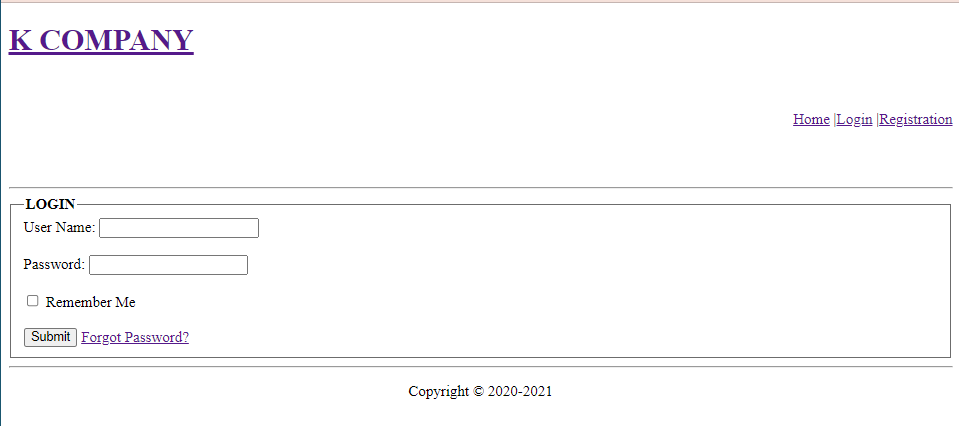 K COMPANY
Home |Login |Registration
LOGIN
User Name:
Password:
Remember Me
Submit Forgot Password?
Copyright © 2020-2021